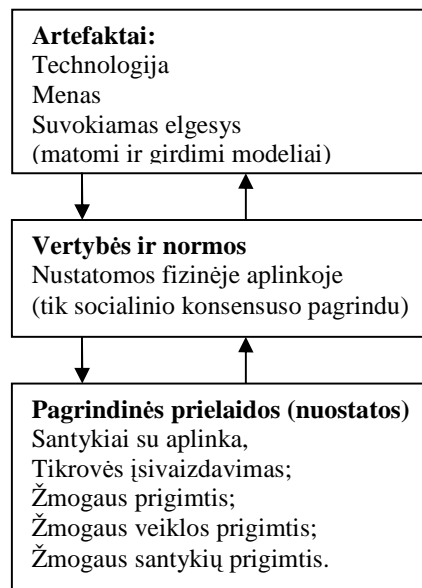 Artefaktai:
Technologija
Menas
Suvokiamas elgesys
(matomi ir girdimi modeliai)
Vertybės ir normos
Nustatomos fizinėje aplinkoje
(tik socialinio konsensuso pagrindu)
Pagrindinės prielaidos (nuostatos)
Santykiai su aplinka,
Tikrovės įsivaizdavimas;
Žmogaus prigimtis;
Žmogaus veiklos prigimtis;
Žmogaus santykių prigimtis.